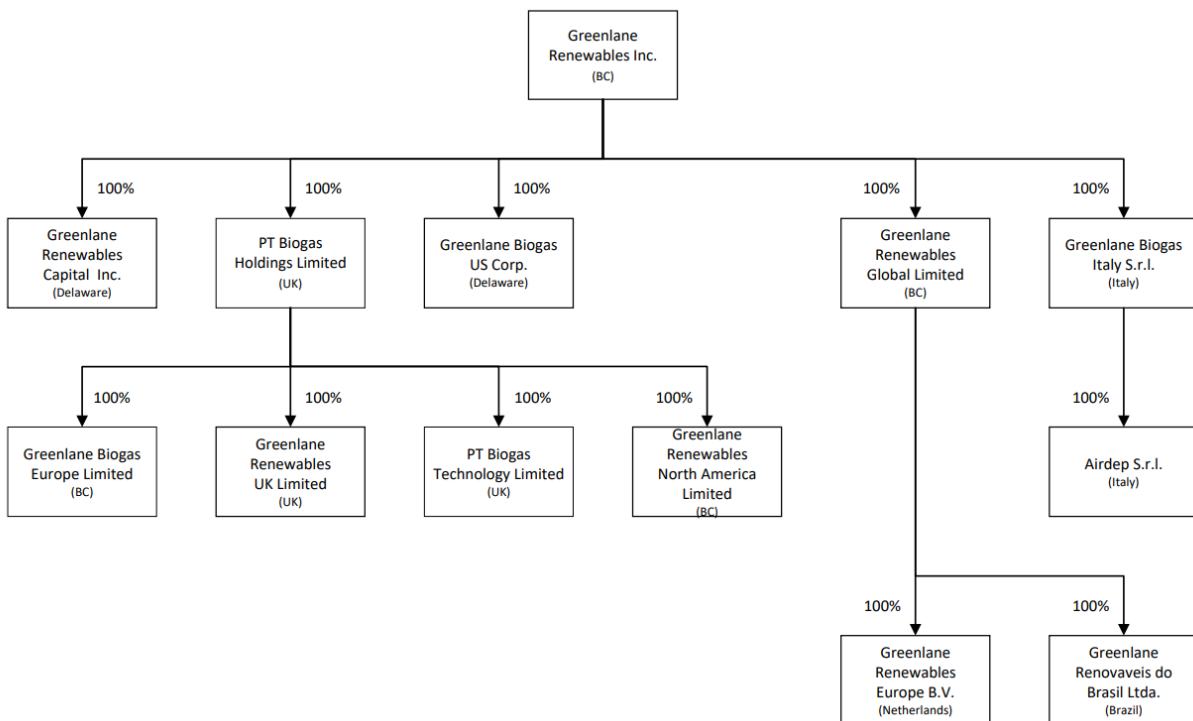 Greenlane
Renewables Inc.
(BC)
100%
100%
100%
100%
100%
Greenlane
Renewables
Capital Inc.
(Delaware)
PT Biogas
Holdings Limited
(UK)
Greenlane Biogas
US Corp.
(Delaware)
Greenlane
Renewables
Global Limited
(BC)
Greenlane Biogas
Italy S.r.l.
(Italy)
100%
100%
100%
100%
100%
Greenlane Biogas
Europe Limited
(BC)
Greenlane
Renewables
UK Limited
(UK)
PT Biogas
Technology Limited
(UK)
Greenlane
Renewables
North America
Limited
(BC)
Airdep S.r.l.
(Italy)
100%
100%
Greenlane
Renewables
Europe B.V.
(Netherlands)
Greenlane
Renovaveis do
Brasil Ltda.
(Brazil)